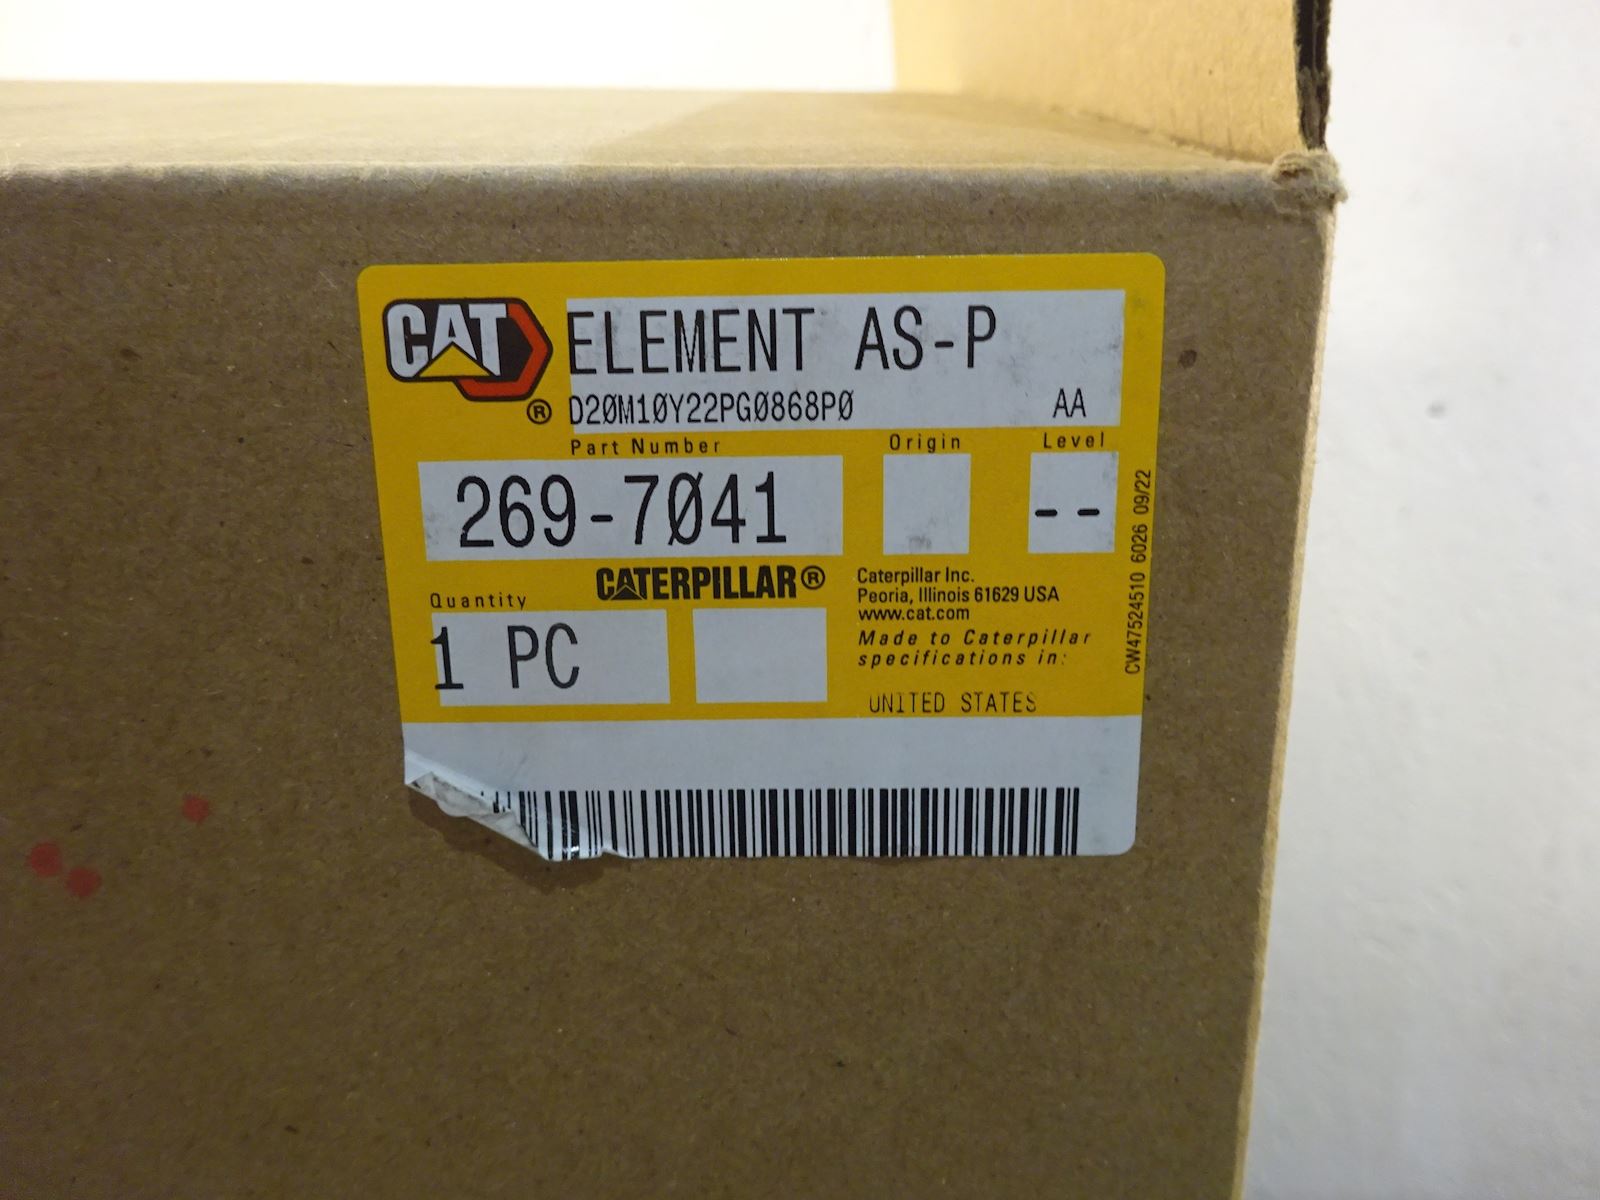 CAT
®
ELEMENT AS-P
D20M10Y22PG0868P0 AA
Part Number Origin Level
269-7041 --
CATERPILLAR®
Quantity
1 PC
Caterpillar Inc.
Peoria, Illinois 61629 USA
www.cat.com
Made to Caterpillar
specifications in:
UNITED STATES
CW47524510 6026 09/22